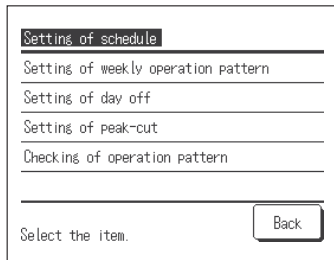 Setting of schedule
Setting of weekly operation pattern
Setting of day off
Setting of peak-cut
Checking of operation pattern
Select the item.
Back